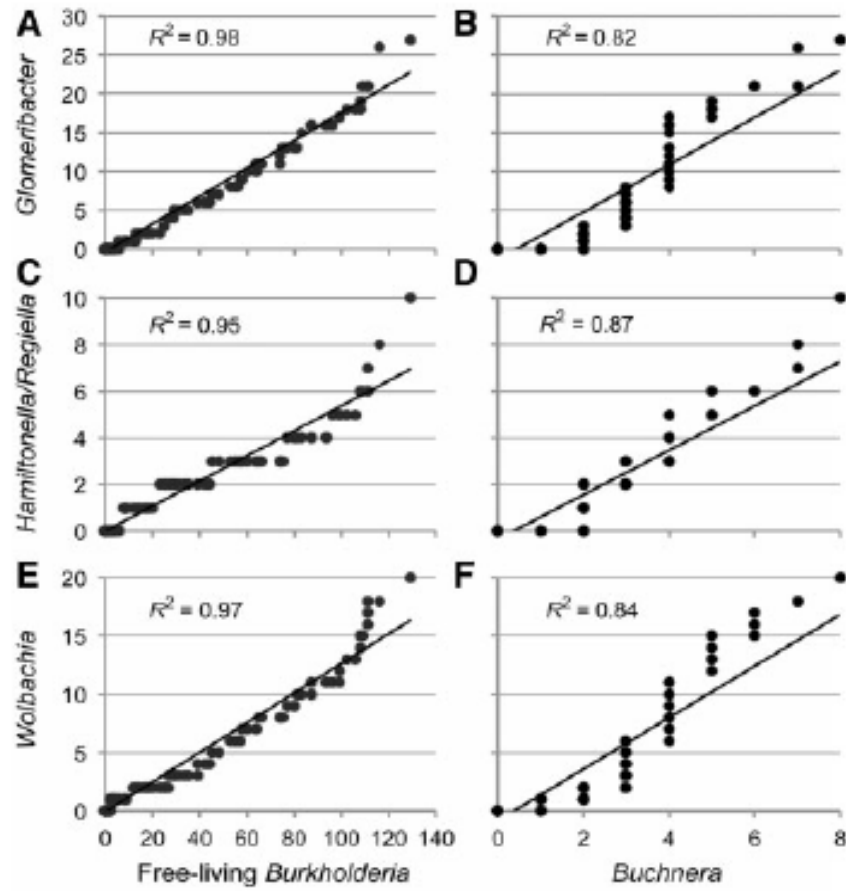 A
B
30
25
20
15
10
5
0
Glomeribacter
R² = 0.98
R² = 0.82
C
D
10
8
6
4
2
0
Hamiltonella/Regiella
R² = 0.95
R² = 0.87
E
F
20
15
10
5
0
Wolbachia
R² = 0.97
R² = 0.84
0 20 40 60 80 100 120 140
0 2 4 6 8
Free-living Burkholderia
Buchnera